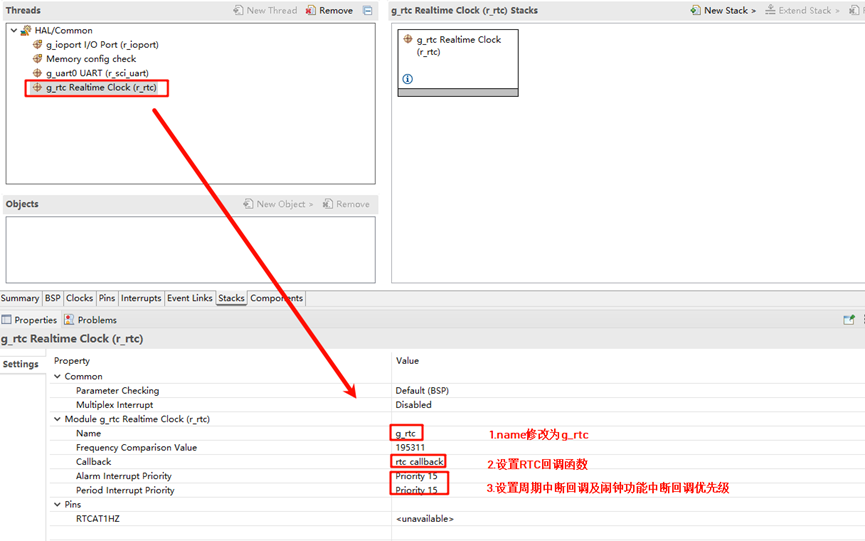 Threads
New Thread
Remove
HAL/Common
g_ioport I/O Port (r_ioport)
Memory config check
g_uart0 UART (r_sci_uart)
g_rtc Realtime Clock (r_rtc)
g_rtc Realtime Clock (r_rtc) Stacks
New Stack >
Extend Stack >
g_rtc Realtime Clock
(r_rtc)
Objects
New Object >
Remove
Summary BSP Clocks Pins Interrupts Event Links Stacks Components
Properties Problems
g_rtc Realtime Clock (r_rtc)
Settings
Property Value
Common
Parameter Checking Default (BSP)
Multiplex Interrupt Disabled
Module g_rtc Realtime Clock (r_rtc)
Name g_rtc 1.name修改为g_rtc
Frequency Comparison Value 195311
Callback rtc_callback 2.设置RTC回调函数
Alarm Interrupt Priority Priority 15
Period Interrupt Priority Priority 15 3.设置周期中断回调及闹钟功能中断回调优先级
Pins
RTCAT1HZ <unavailable>